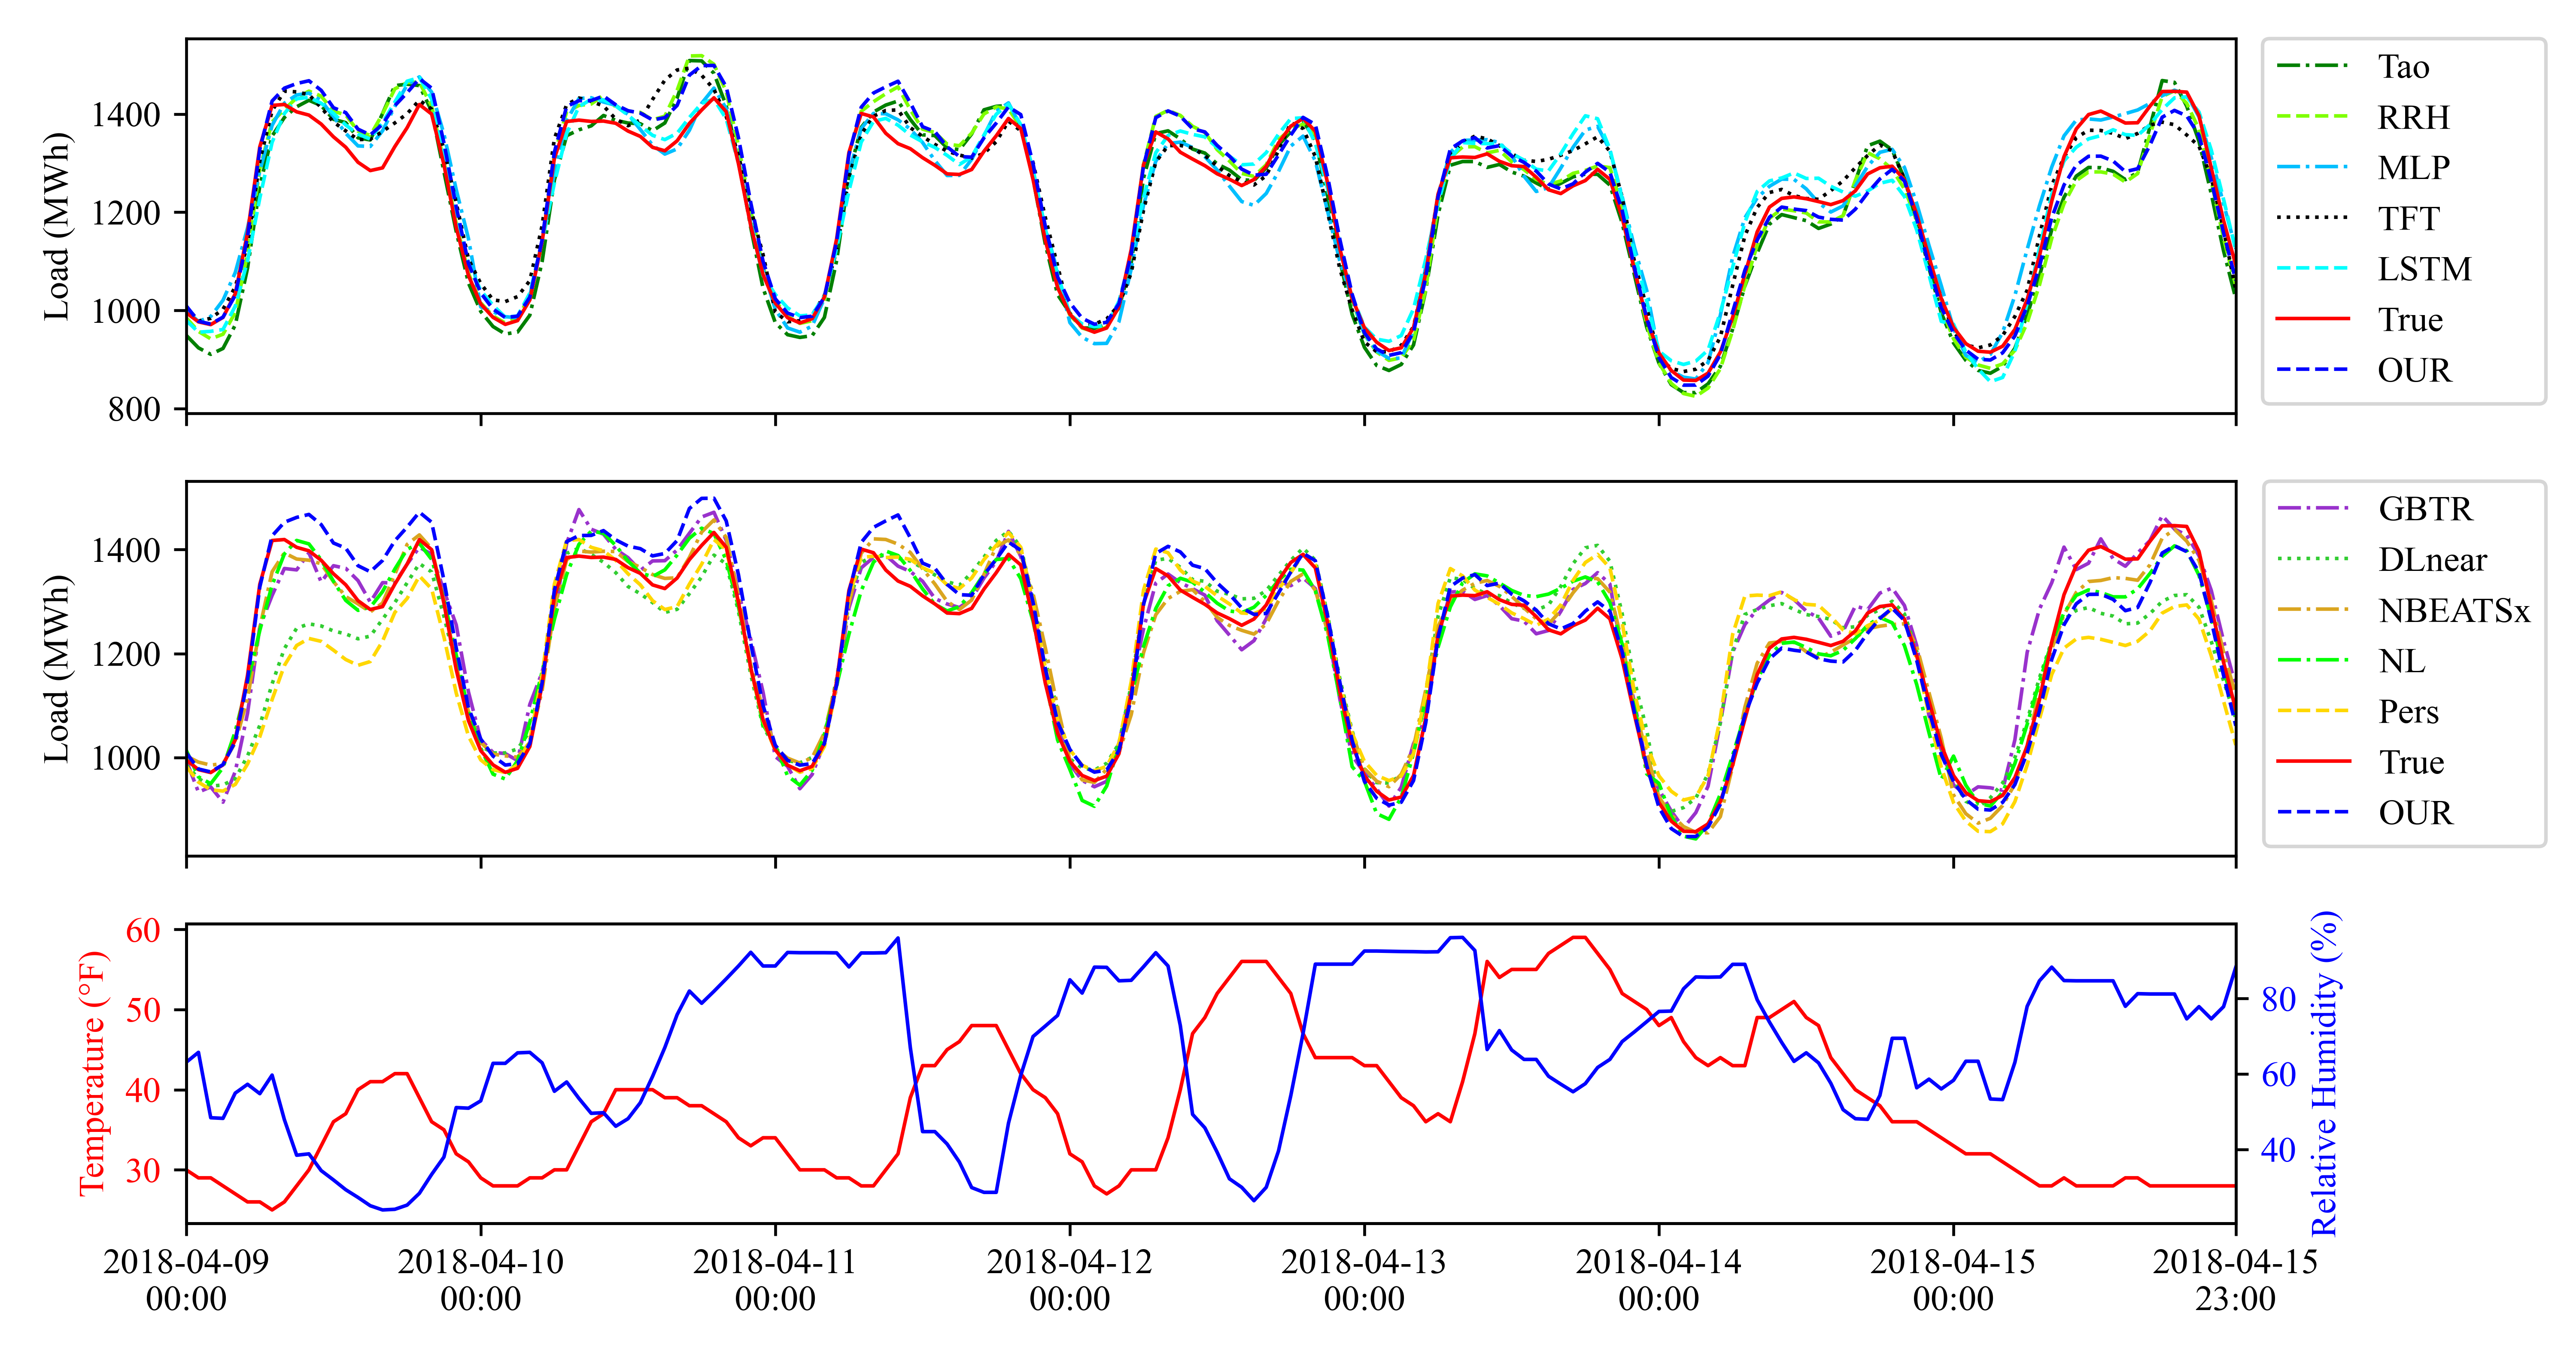 Load (MWh)
1400
1200
1000
800
Tao
RRH
MLP
TFT
LSTM
True
OUR
Load (MWh)
1400
1200
1000
GBTR
DLnear
NBEATSx
NL
Pers
True
OUR
Temperature (°F)
60
50
40
30
80
60
40
Relative Humidity (%)
2018-04-09 2018-04-10 2018-04-11 2018-04-12 2018-04-13 2018-04-14 2018-04-15 2018-04-15
00:00 00:00 00:00 00:00 00:00 00:00 00:00 23:00